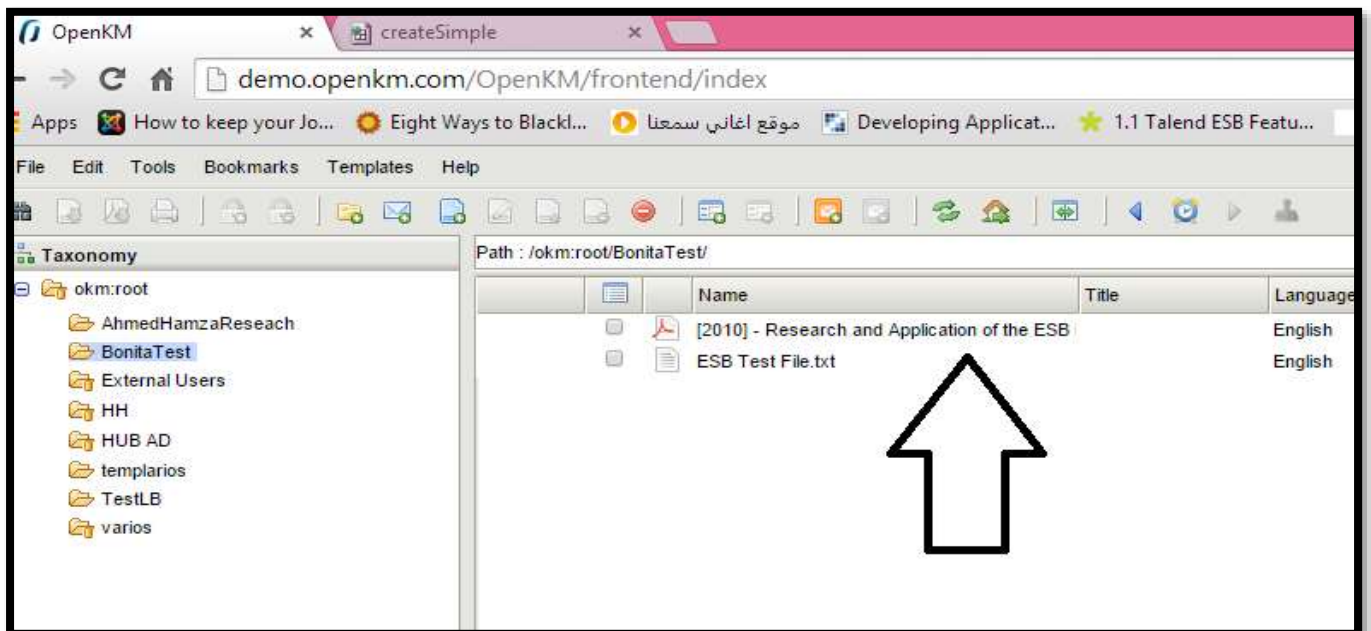 OpenKM × createSimple ×
demo.openkm.com/OpenKM/frontend/index
Apps How to keep your Jo... Eight Ways to Blackl... موقع اغاني سمعنا Developing Applicat... 1.1 Talend ESB Featu...
File Edit Tools Bookmarks Templates Help
Taxonomy
Path : /okm:root/BonitaTest/
okm:root
Name Title Language
AhmedHamzaReseach
[2010] - Research and Application of the ESB English
BonitaTest
ESB Test File.txt English
External Users
HH
HUB AD
templarios
TestLB
varios